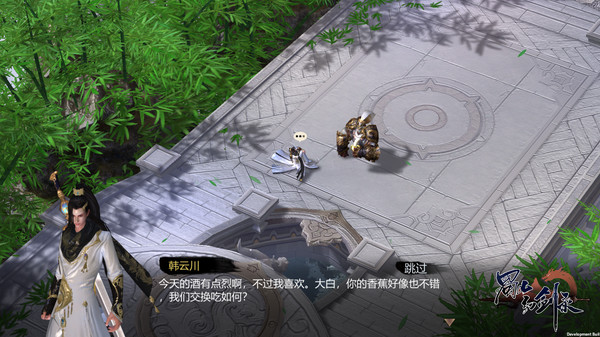 韩云川
跳过
今天的酒有点烈啊，不过我喜欢。大白，你的香蕉好像也不错
，我们交换吃如何？
Development Buil